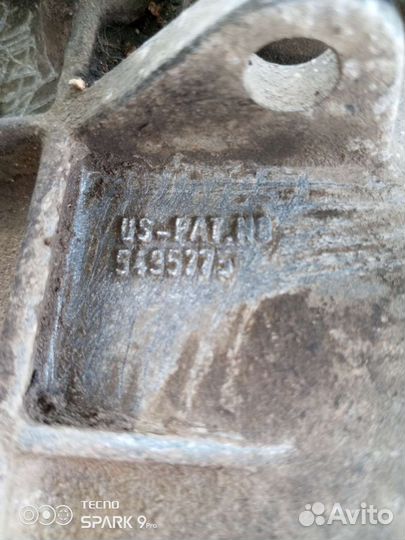 US-PAT.NO
TECNO
SPARK 9Pro
Avito